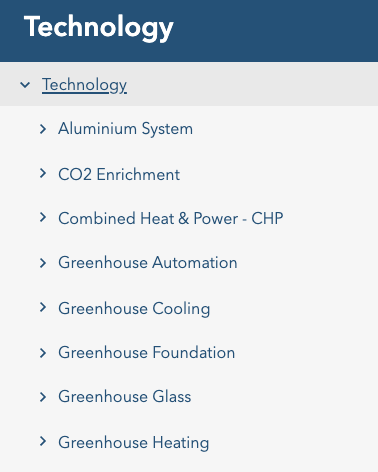 Technology
Technology
Aluminium System
CO2 Enrichment
Combined Heat & Power - CHP
Greenhouse Automation
Greenhouse Cooling
Greenhouse Foundation
Greenhouse Glass
Greenhouse Heating